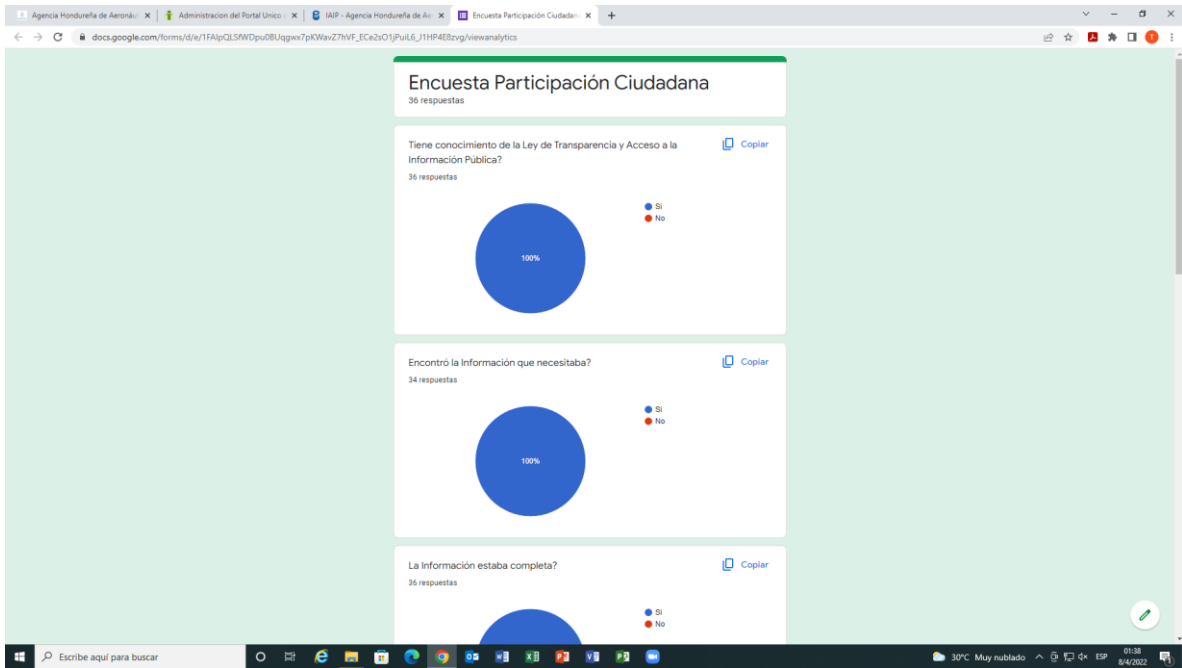 Agencia Hondureña de Aeronáu
Administracion del Portal Unico
IAIP - Agencia Hondureña de Ae
Encuesta Participación Ciudadan
docs.google.com/forms/d/e/1FAIpQLSfWOpu0BUqgwx7pKWavZ7hVF_ECe2sO1jPuiL6_J1HP4E8zvg/viewanalytics
T
Encuesta Participación Ciudadana
36 respuestas
Tiene conocimiento de la Ley de Transparencia y Acceso a la
Información Pública?
Copiar
36 respuestas
Si
No
100%
Encontró la Información que necesitaba?
Copiar
34 respuestas
Si
No
100%
La Información estaba completa?
Copiar
36 respuestas
Si
No
Escribe aquí para buscar
30°C Muy nublado
ESP
01:38
8/4/2022